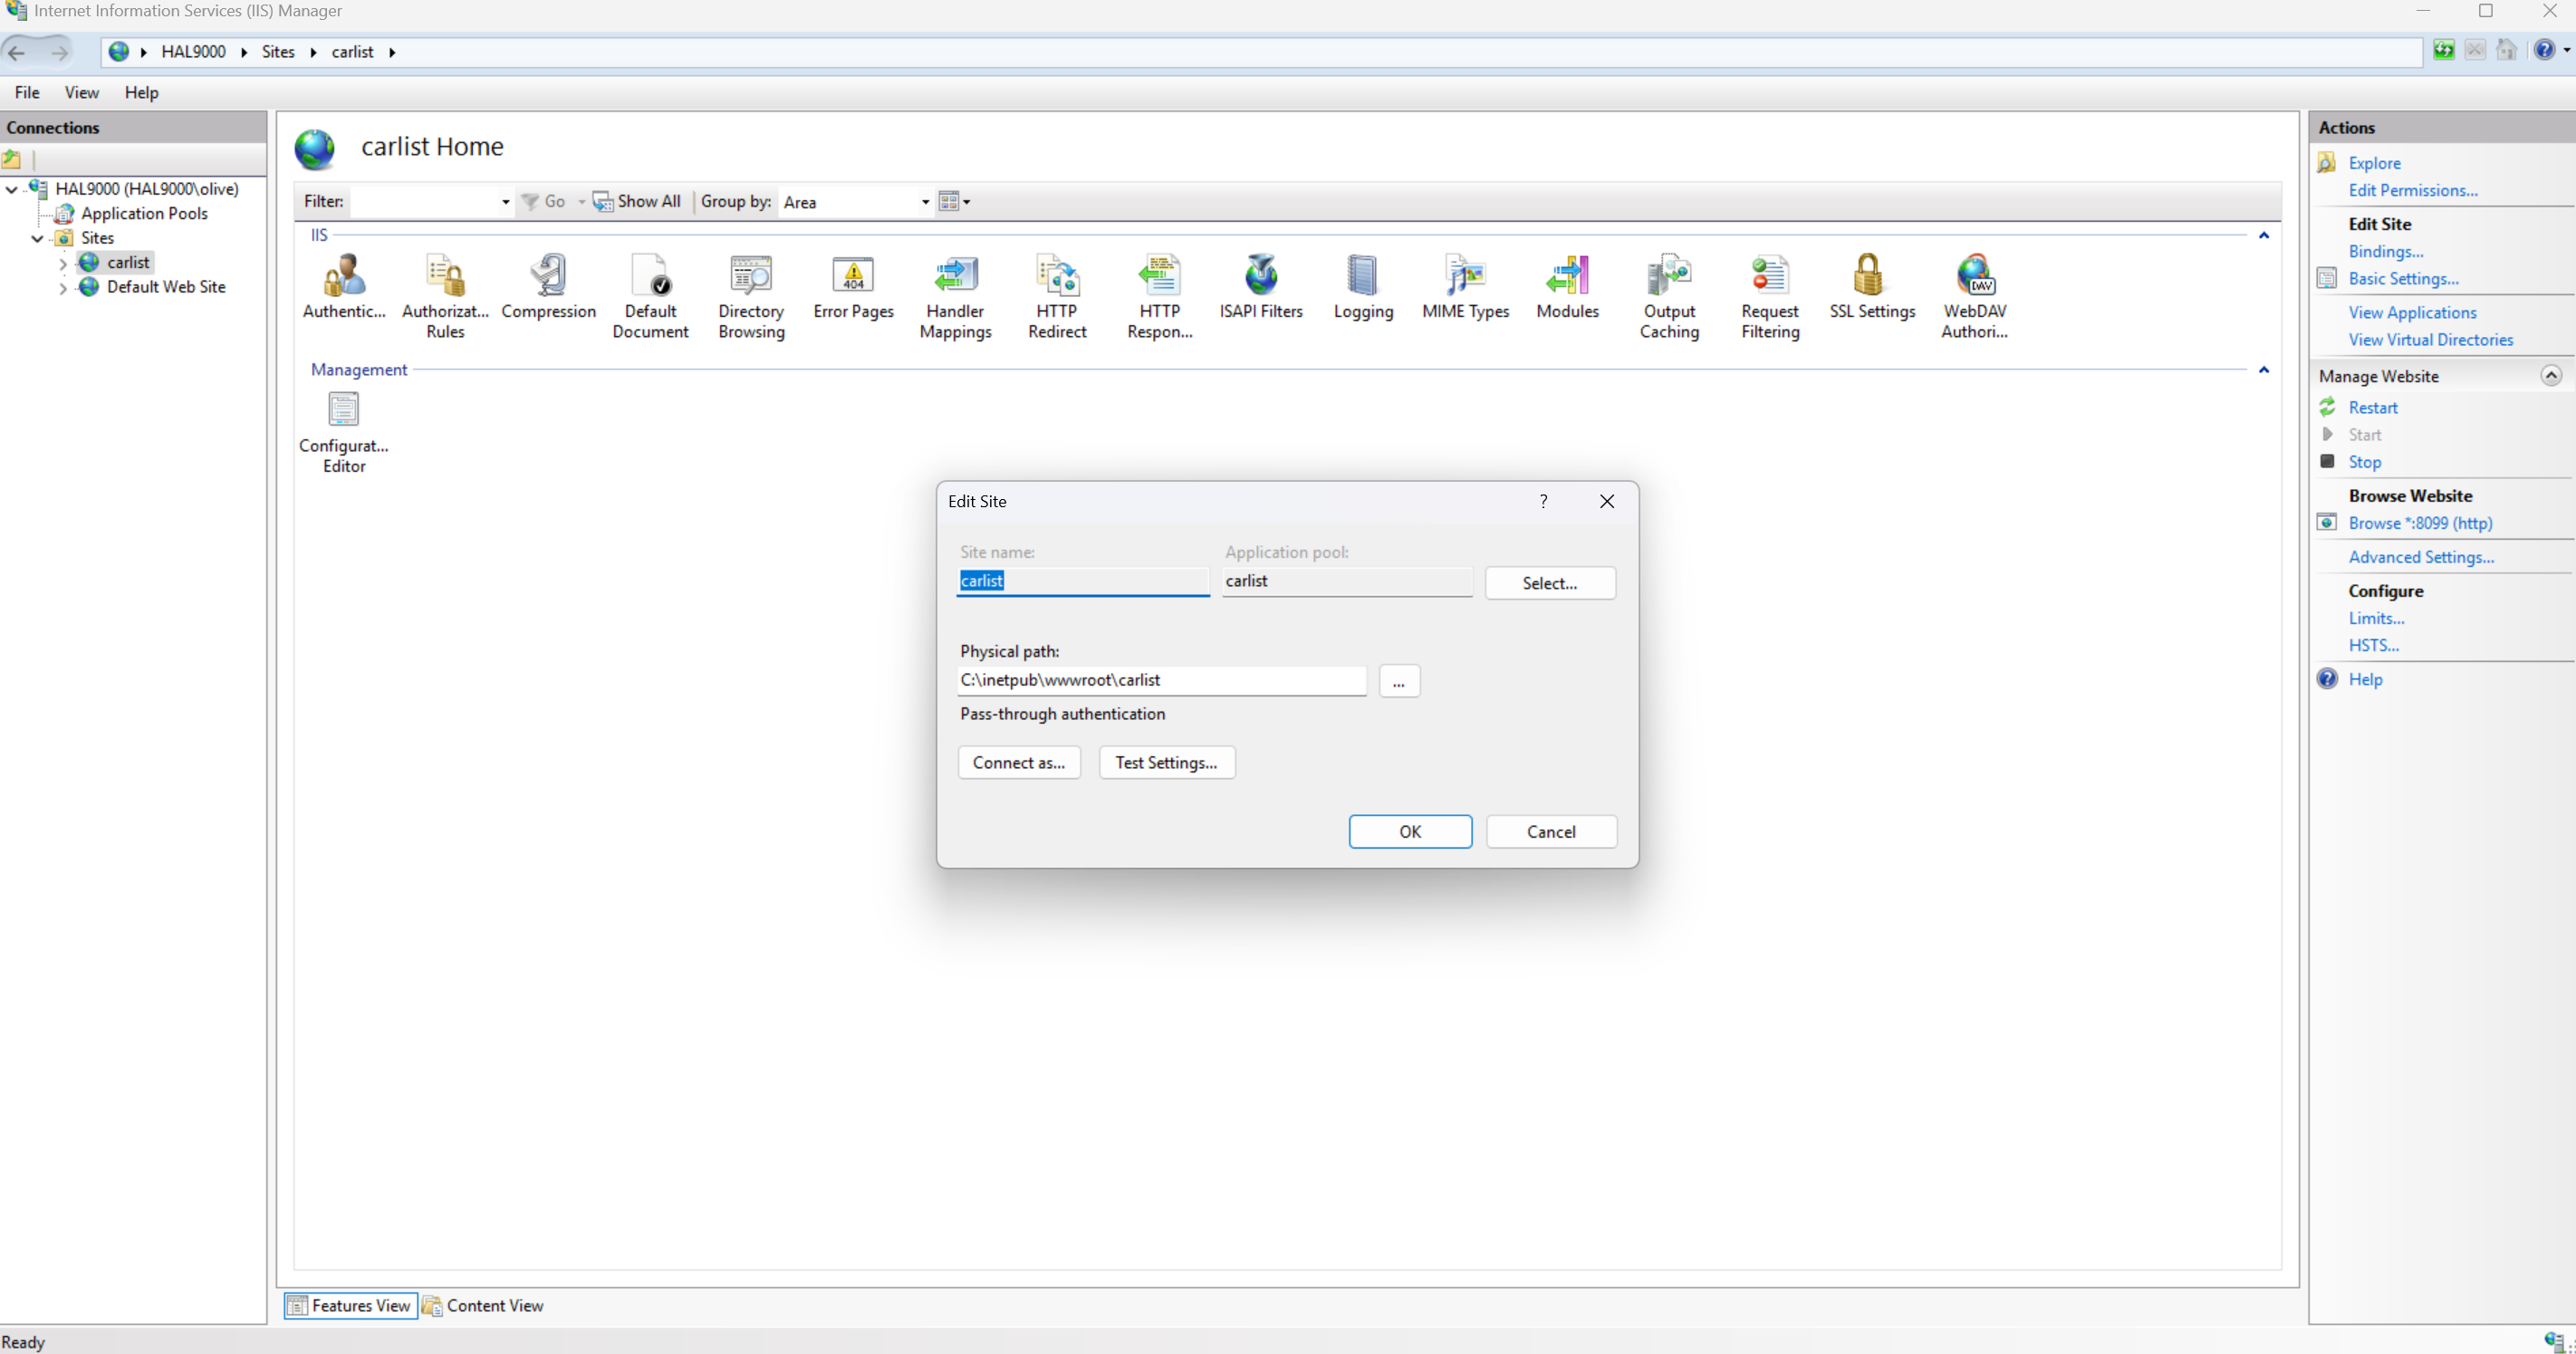 Internet Information Services (IIS) Manager
HAL9000 Sites carlist
File View Help
Connections
HAL9000 (HAL9000\olive)
Application Pools
Sites
carlist
Default Web Site
carlist Home
Filter: Go Show All Group by: Area
IIS
Authentic... Authorizat... Compression Default Directory Error Pages Handler HTTP HTTP ISAPI Filters Logging MIME Types Modules Output Request SSL Settings WebDAV
Rules Document Browsing Mappings Redirect Respon... Caching Filtering Authori...
404
DAV
Management
Configurat...
Editor
Edit Site
?
Site name: Application pool:
carlist carlist Select...
Physical path:
C:\inetpub\wwwroot\carlist ...
Pass-through authentication
Connect as... Test Settings...
OK Cancel
Features View Content View
Ready
Actions
Explore
Edit Permissions...
Edit Site
Bindings...
Basic Settings...
View Applications
View Virtual Directories
Manage Website
Restart
Start
Stop
Browse Website
Browse *:8099 (http)
Advanced Settings...
Configure
Limits...
HSTS...
Help